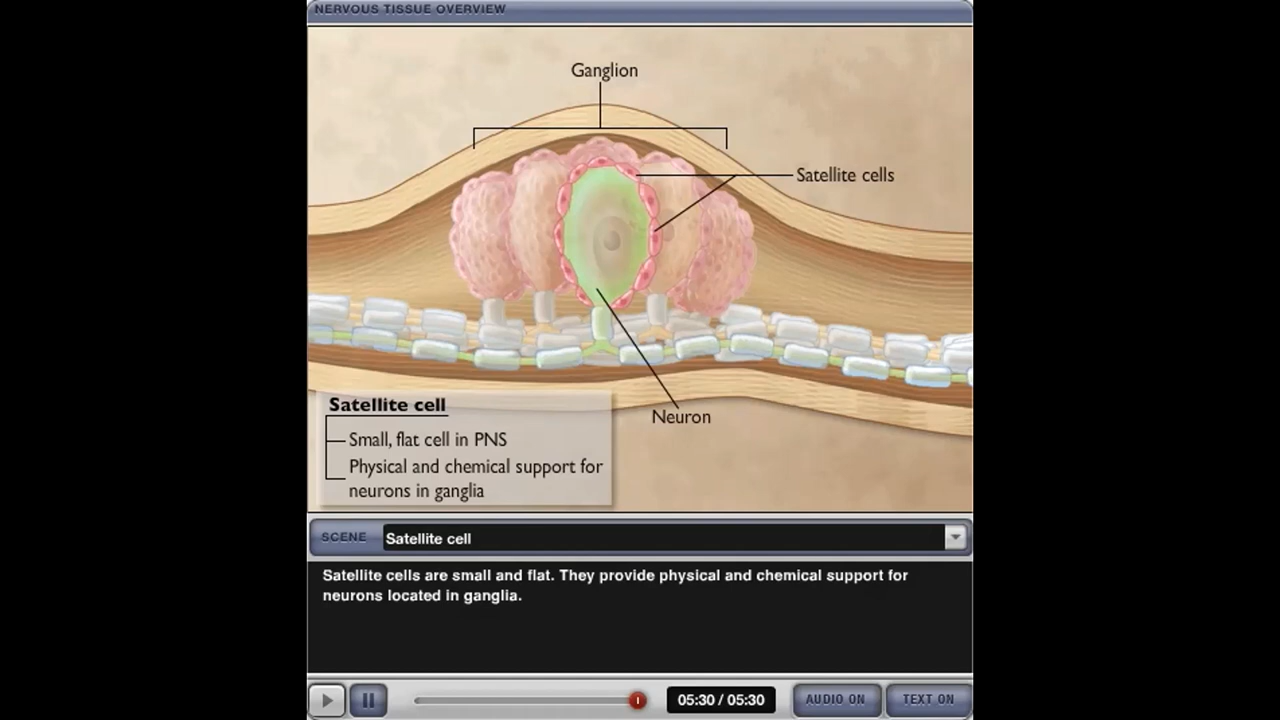 NERVOUS TISSUE OVERVIEW
Ganglion
Satellite cells
Neuron
Satellite cell
Small, flat cell in PNS
Physical and chemical support for
neurons in ganglia
SCENE
Satellite cell
Satellite cells are small and flat. They provide physical and chemical support for
neurons located in ganglia.
05:30 / 05:30
AUDIO ON
TEXT ON